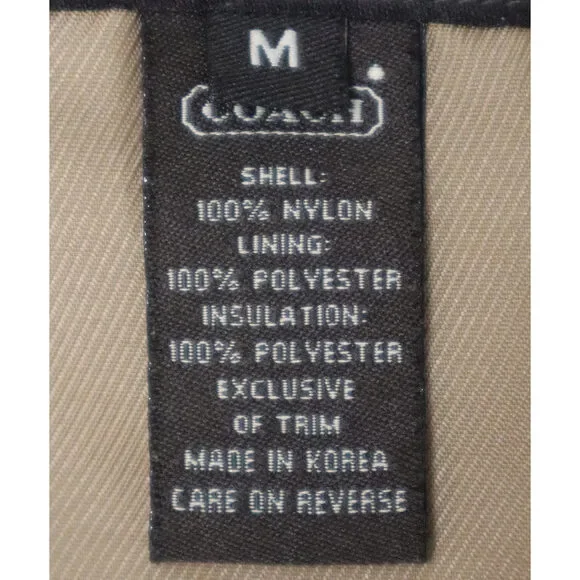 M
COACH
SHELL:
100% NYLON
LINING:
100% POLYESTER
INSULATION:
100% POLYESTER
EXCLUSIVE
OF TRIM
MADE IN KOREA
CARE ON REVERSE